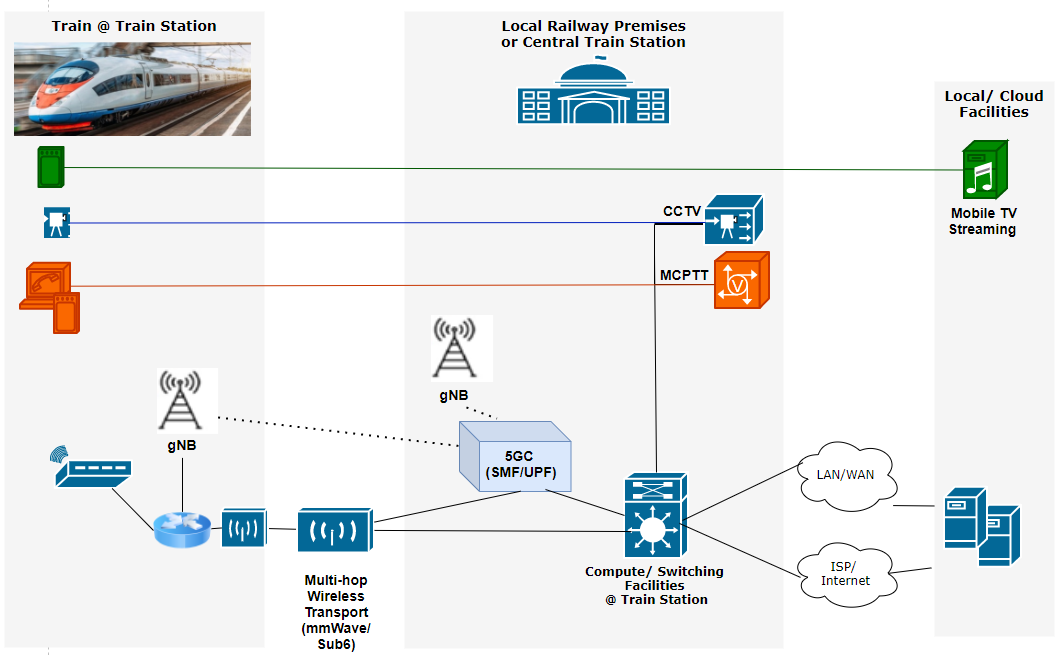 Train @ Train Station
Local Railway Premises
or Central Train Station
Local/ Cloud
Facilities
Mobile TV
Streaming
CCTV
MCPTT
gNB
gNB
5GC
(SMF/UPF)
LAN/WAN
ISP/
Internet
Multi-hop
Wireless
Transport
(mmWave/
Sub6)
Compute/ Switching
Facilities
@ Train Station
V